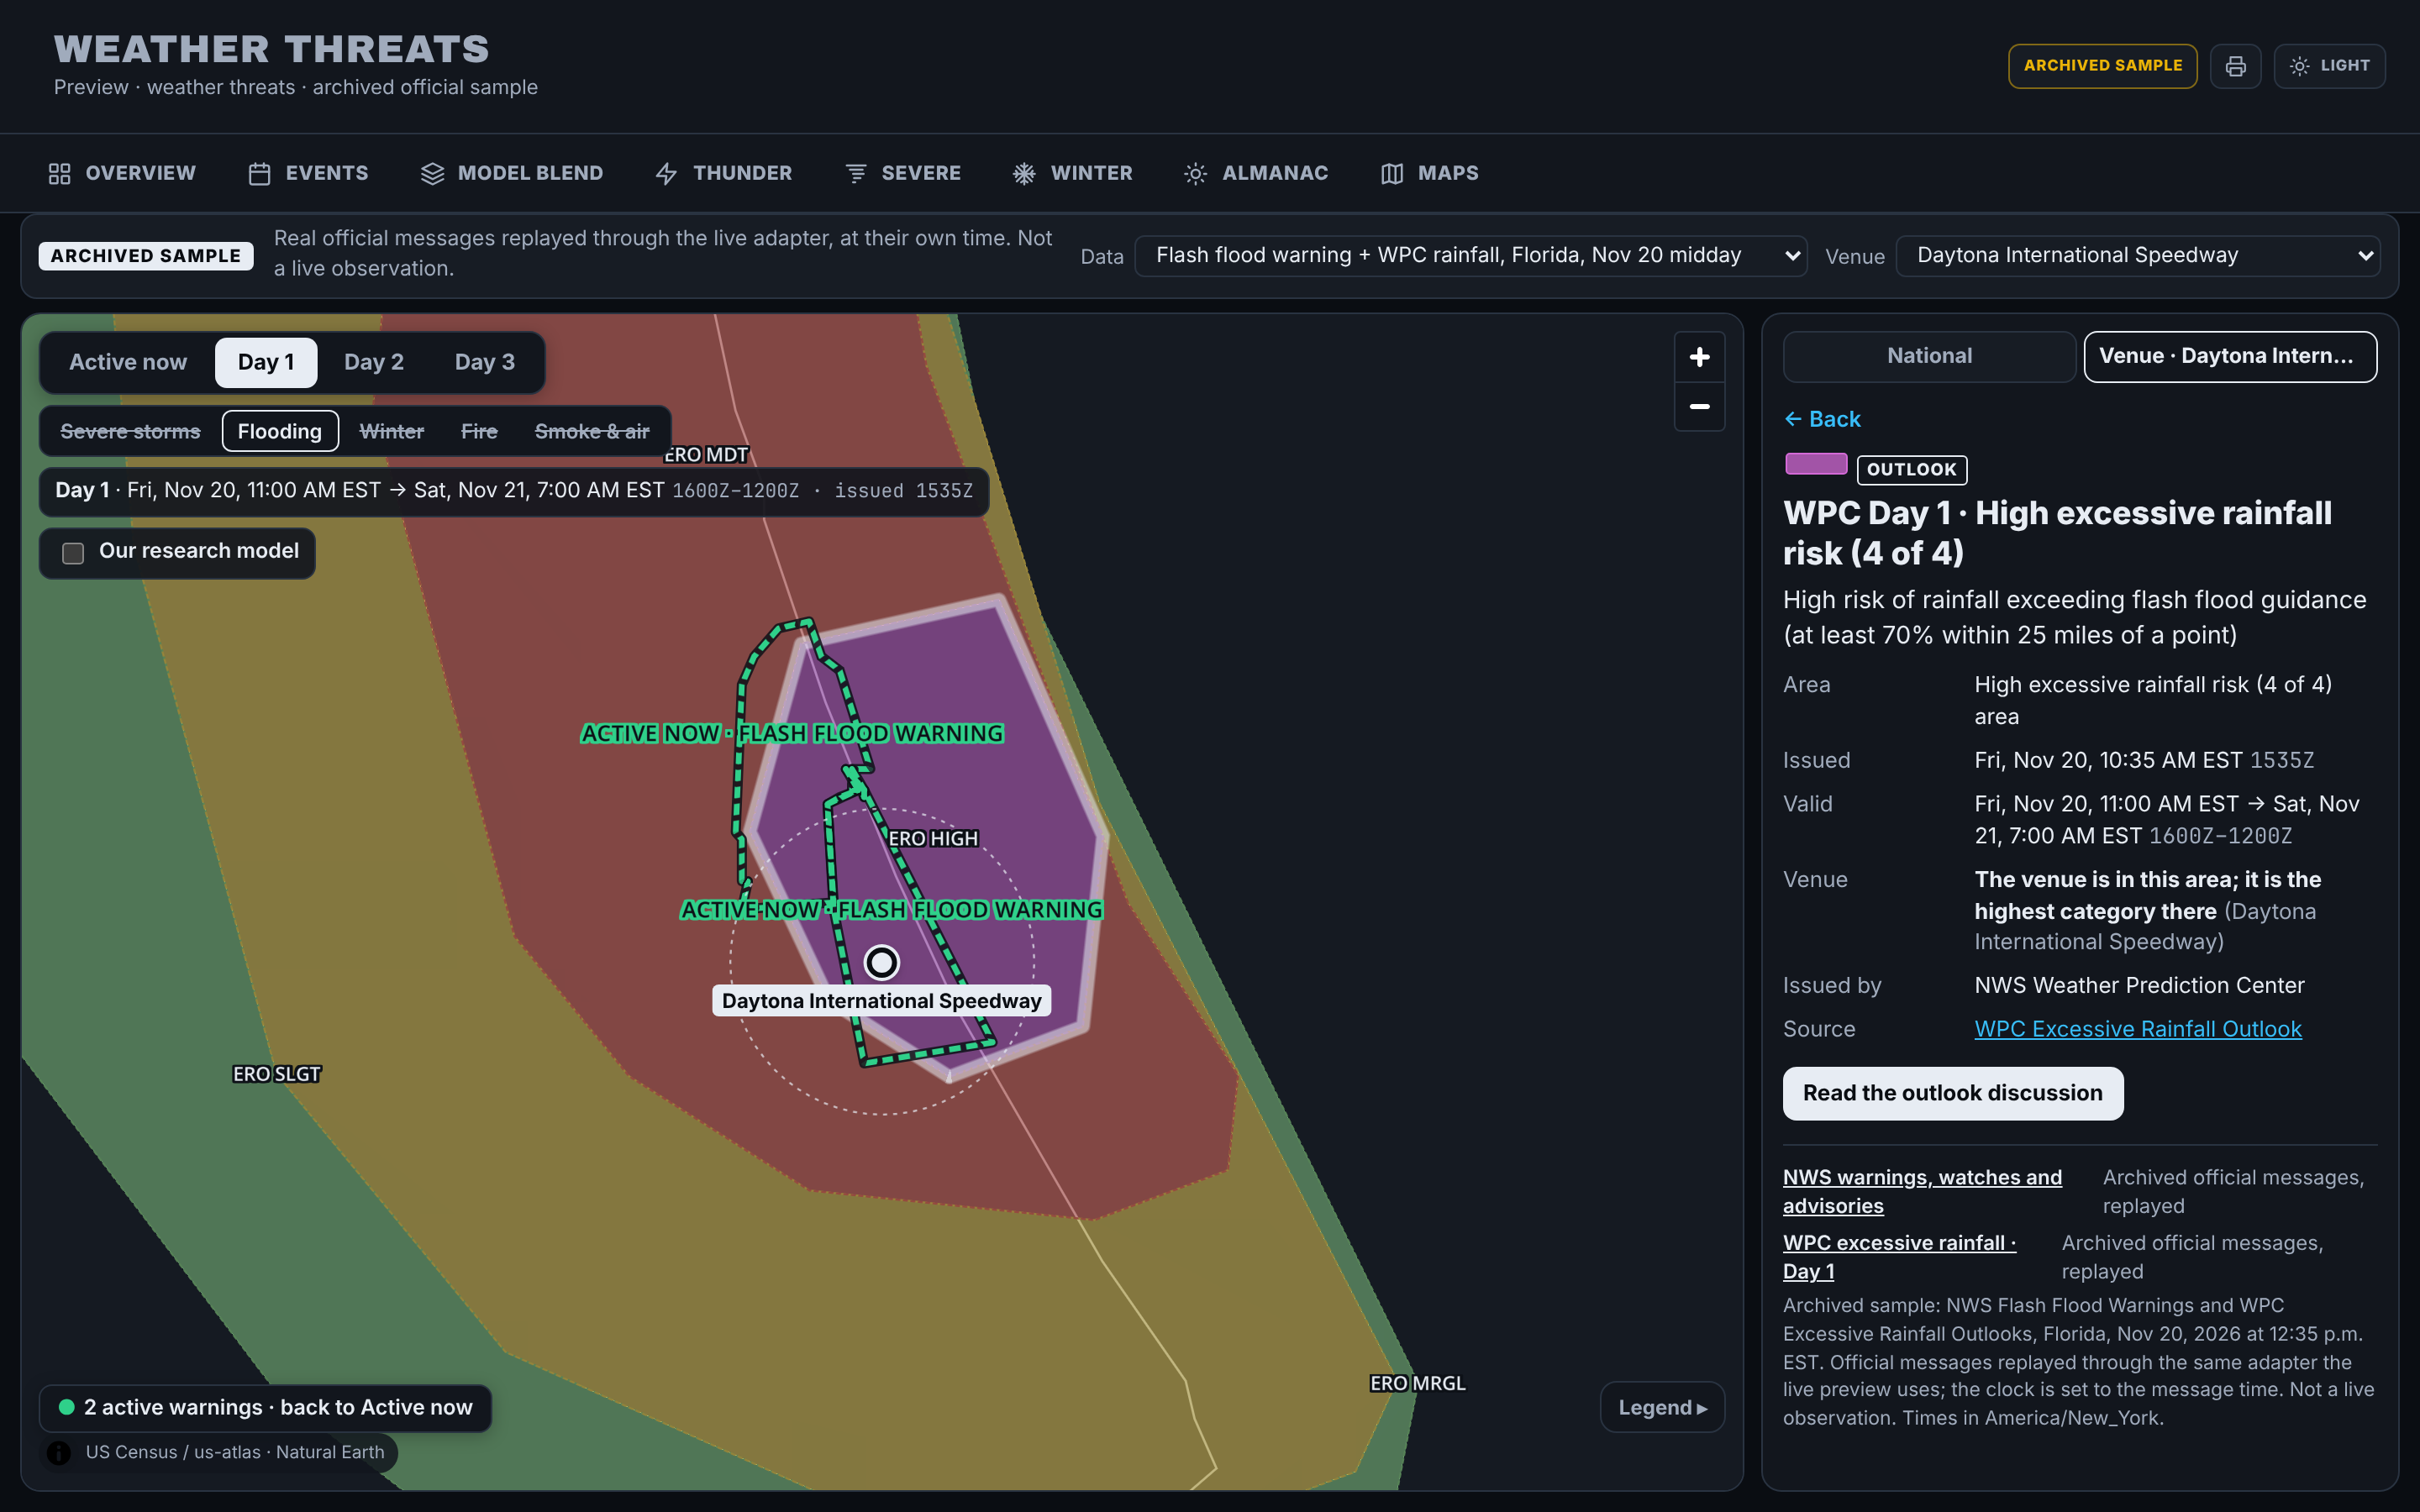 WEATHER THREATS
Preview · weather threats · archived official sample
ARCHIVED SAMPLE
LIGHT
OVERVIEW
EVENTS
MODEL BLEND
THUNDER
SEVERE
WINTER
ALMANAC
MAPS
ARCHIVED SAMPLE
Real official messages replayed through the live adapter, at their own time. Not
a live observation.
Data
Flash flood warning + WPC rainfall, Florida, Nov 20 midday
Venue
Daytona International Speedway
Active now
Day 1
Day 2
Day 3
Severe storms
Flooding
Winter
Fire
Smoke & air
ERO MDT
Day 1 · Fri, Nov 20, 11:00 AM EST → Sat, Nov 21, 7:00 AM EST 1600Z–1200Z · issued 1535Z
Our research model
ACTIVE NOW · FLASH FLOOD WARNING
ERO HIGH
ACTIVE NOW · FLASH FLOOD WARNING
Daytona International Speedway
ERO SLGT
ERO MRGL
2 active warnings · back to Active now
Legend ▸
US Census / us-atlas · Natural Earth
National
Venue · Daytona Intern...
← Back
OUTLOOK
WPC Day 1 · High excessive rainfall
risk (4 of 4)
High risk of rainfall exceeding flash flood guidance
(at least 70% within 25 miles of a point)
Area
High excessive rainfall risk (4 of 4)
area
Issued
Fri, Nov 20, 10:35 AM EST 1535Z
Valid
Fri, Nov 20, 11:00 AM EST → Sat, Nov
21, 7:00 AM EST 1600Z–1200Z
Venue
The venue is in this area; it is the
highest category there (Daytona
International Speedway)
Issued by
NWS Weather Prediction Center
Source
WPC Excessive Rainfall Outlook
Read the outlook discussion
NWS warnings, watches and
advisories
Archived official messages,
replayed
WPC excessive rainfall ·
Day 1
Archived official messages,
replayed
Archived sample: NWS Flash Flood Warnings and WPC
Excessive Rainfall Outlooks, Florida, Nov 20, 2026 at 12:35 p.m.
EST. Official messages replayed through the same adapter the
live preview uses; the clock is set to the message time. Not a live
observation. Times in America/New_York.